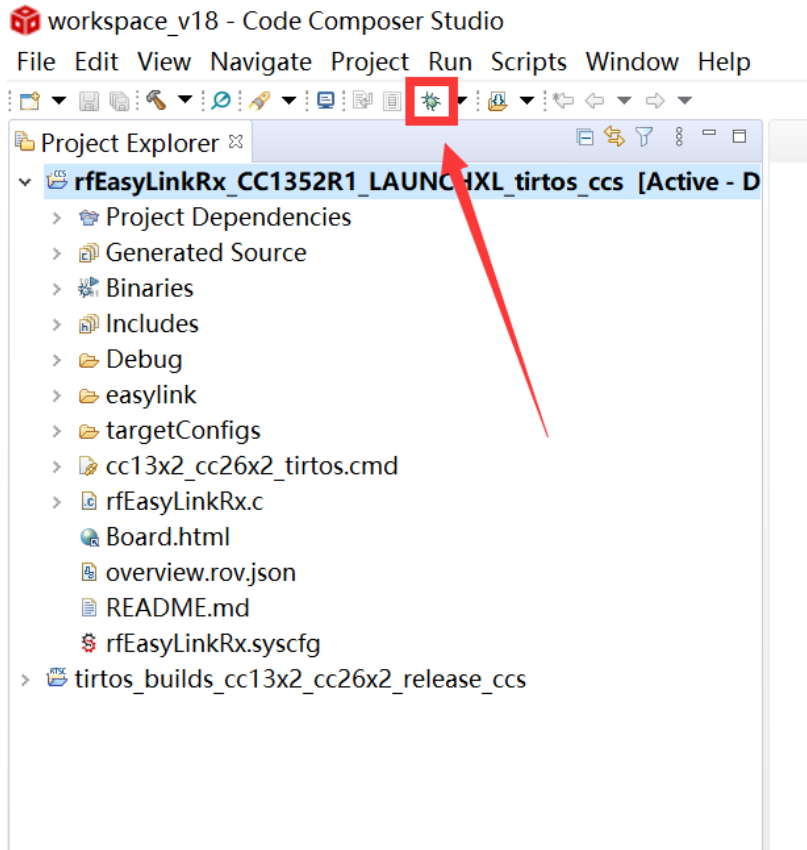 workspace_v18 - Code Composer Studio
File Edit View Navigate Project Run Scripts Window Help
Project Explorer
rfEasyLinkRx_CC1352R1_LAUNCHXL_tirtos_ccs [Active - D
Project Dependencies
Generated Source
Binaries
Includes
Debug
easylink
targetConfigs
cc13x2_cc26x2_tirtos.cmd
rfEasyLinkRx.c
Board.html
overview.rov.json
README.md
rfEasyLinkRx.syscfg
tirtos_builds_cc13x2_cc26x2_release_ccs